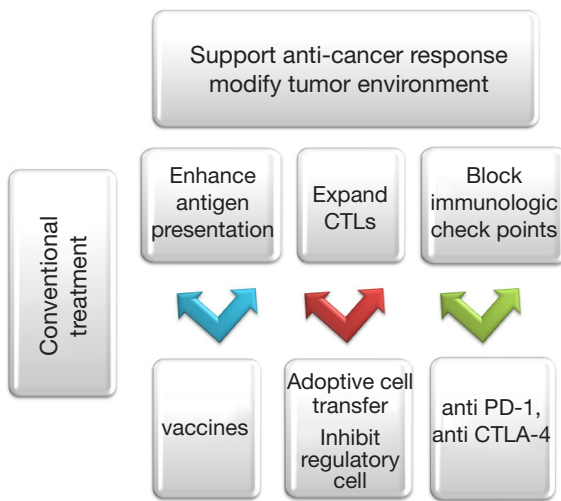 Support anti-cancer response
modify tumor environment
Conventional
treatment
Enhance
antigen
presentation
Expand
CTLs
Block
immunologic
check points
vaccines
Adoptive cell
transfer
Inhibit
regulatory
cell
anti PD-1,
anti CTLA-4